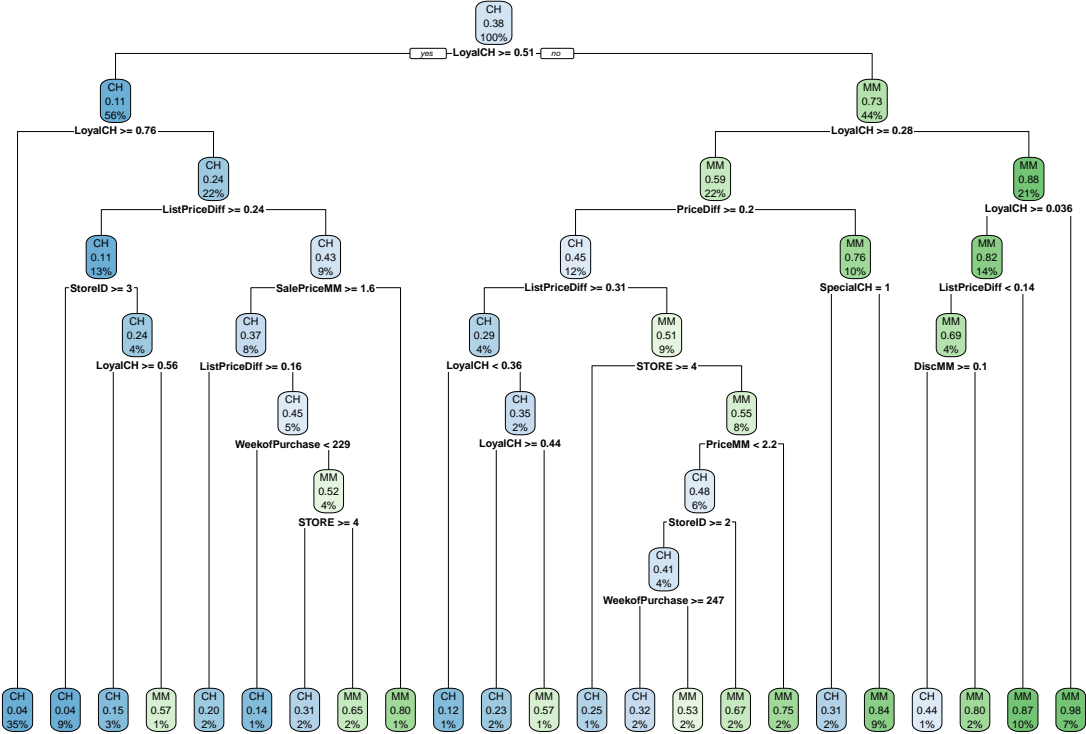 CH
0.38
100%
yes LoyalCH >= 0.51 no
CH
0.11
56%
MM
0.73
44%
LoyalCH >= 0.76
LoyalCH >= 0.28
CH
0.24
22%
MM
0.59
22%
MM
0.88
21%
ListPriceDiff >= 0.24
PriceDiff >= 0.2
LoyalCH >= 0.036
CH
0.11
13%
CH
0.43
9%
CH
0.45
12%
MM
0.76
10%
MM
0.82
14%
StoreID >= 3
SalePriceMM >= 1.6
ListPriceDiff >= 0.31
SpecialCH = 1
ListPriceDiff < 0.14
CH
0.24
4%
CH
0.37
8%
CH
0.29
4%
MM
0.51
9%
MM
0.69
4%
LoyalCH >= 0.56
ListPriceDiff >= 0.16
LoyalCH < 0.36
STORE >= 4
DiscMM >= 0.1
CH
0.45
5%
CH
0.35
2%
MM
0.55
8%
WeekofPurchase < 229
LoyalCH >= 0.44
PriceMM < 2.2
MM
0.52
4%
CH
0.48
6%
STORE >= 4
StoreID >= 2
CH
0.41
4%
WeekofPurchase >= 247
CH
0.04
35%
CH
0.04
9%
CH
0.15
3%
MM
0.57
1%
CH
0.20
2%
CH
0.14
1%
CH
0.31
2%
MM
0.65
2%
MM
0.80
1%
CH
0.12
1%
CH
0.23
2%
MM
0.57
1%
CH
0.25
1%
CH
0.32
2%
MM
0.53
2%
MM
0.67
2%
MM
0.75
2%
CH
0.31
2%
MM
0.84
9%
CH
0.44
1%
MM
0.80
2%
MM
0.87
10%
MM
0.98
7%